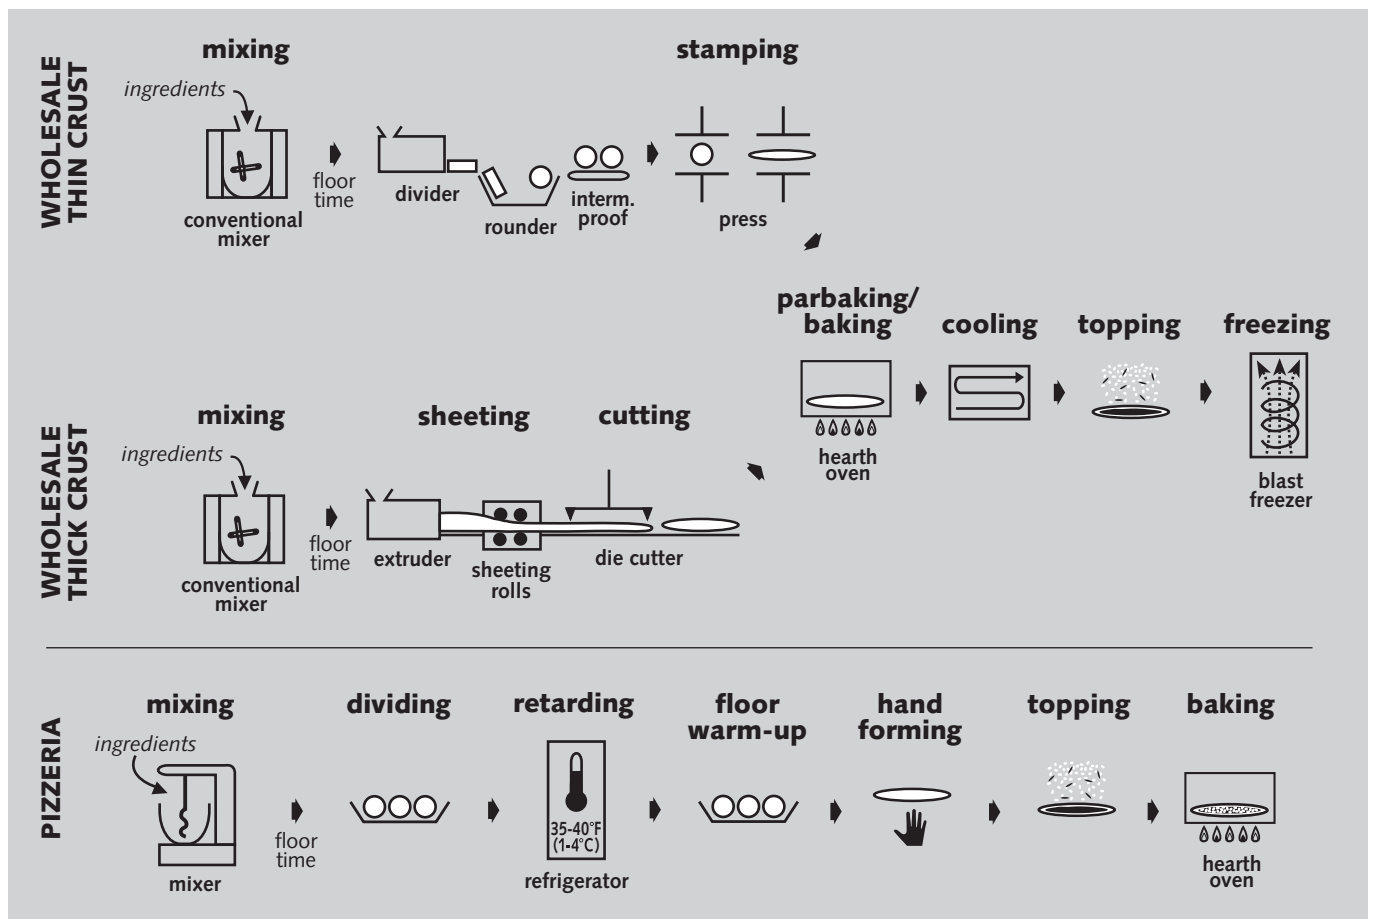 WHOLESALE
THIN CRUST
mixing
ingredients
conventional
mixer
floor
time
divider
rounder
interm.
proof
stamping
press
parbaking/
baking
hearth
oven
cooling
topping
freezing
blast
freezer
WHOLESALE
THICK CRUST
mixing
ingredients
conventional
mixer
floor
time
sheeting
extruder
sheeting
rolls
cutting
die cutter
PIZZERIA
mixing
ingredients
mixer
floor
time
dividing
retarding
35-40°F
(1-4°C)
refrigerator
floor
warm-up
hand
forming
topping
baking
hearth
oven